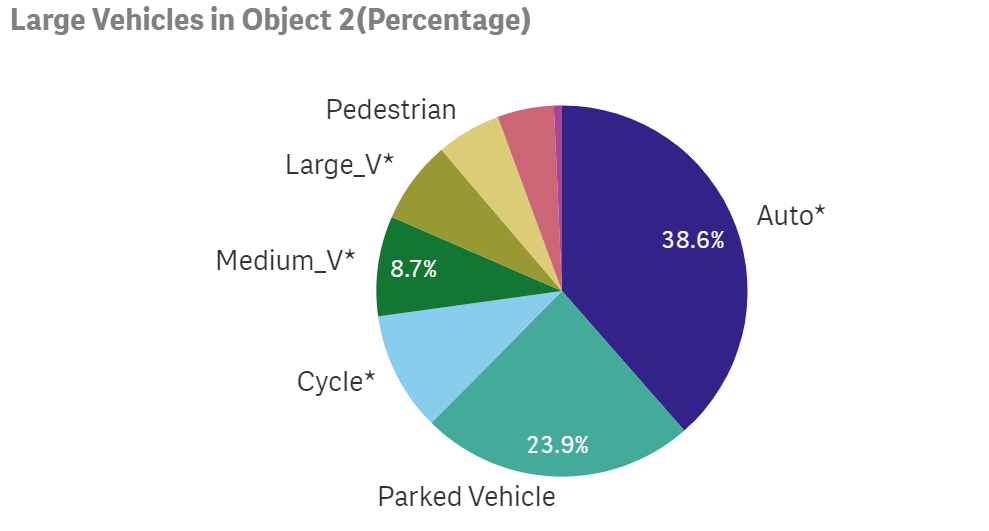 Large Vehicles in Object 2(Percentage)
Pedestrian
Large_V*
Auto*
38.6%
Medium_V*
8.7%
Cycle*
23.9%
Parked Vehicle